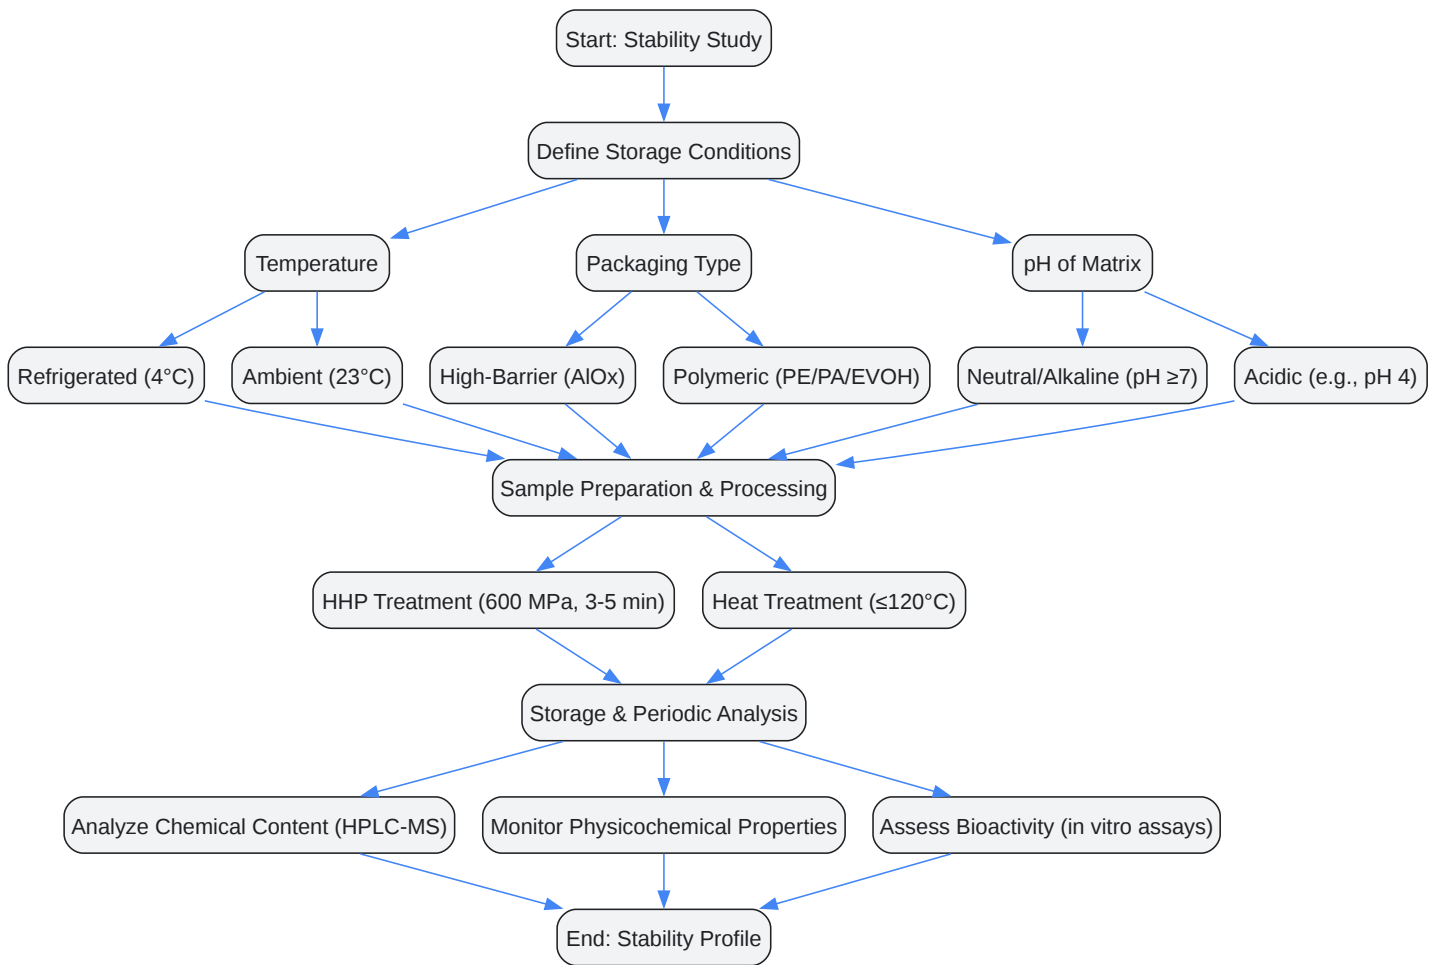 Start: Stability Study
Define Storage Conditions
Temperature
Packaging Type
pH of Matrix
Refrigerated (4°C)
Ambient (23°C)
High-Barrier (AlOx)
Polymeric (PE/PA/EVOH)
Neutral/Alkaline (pH ≥7)
Acidic (e.g., pH 4)
Sample Preparation & Processing
HHP Treatment (600 MPa, 3-5 min)
Heat Treatment (≤120°C)
Storage & Periodic Analysis
Analyze Chemical Content (HPLC-MS)
Monitor Physicochemical Properties
Assess Bioactivity (in vitro assays)
End: Stability Profile